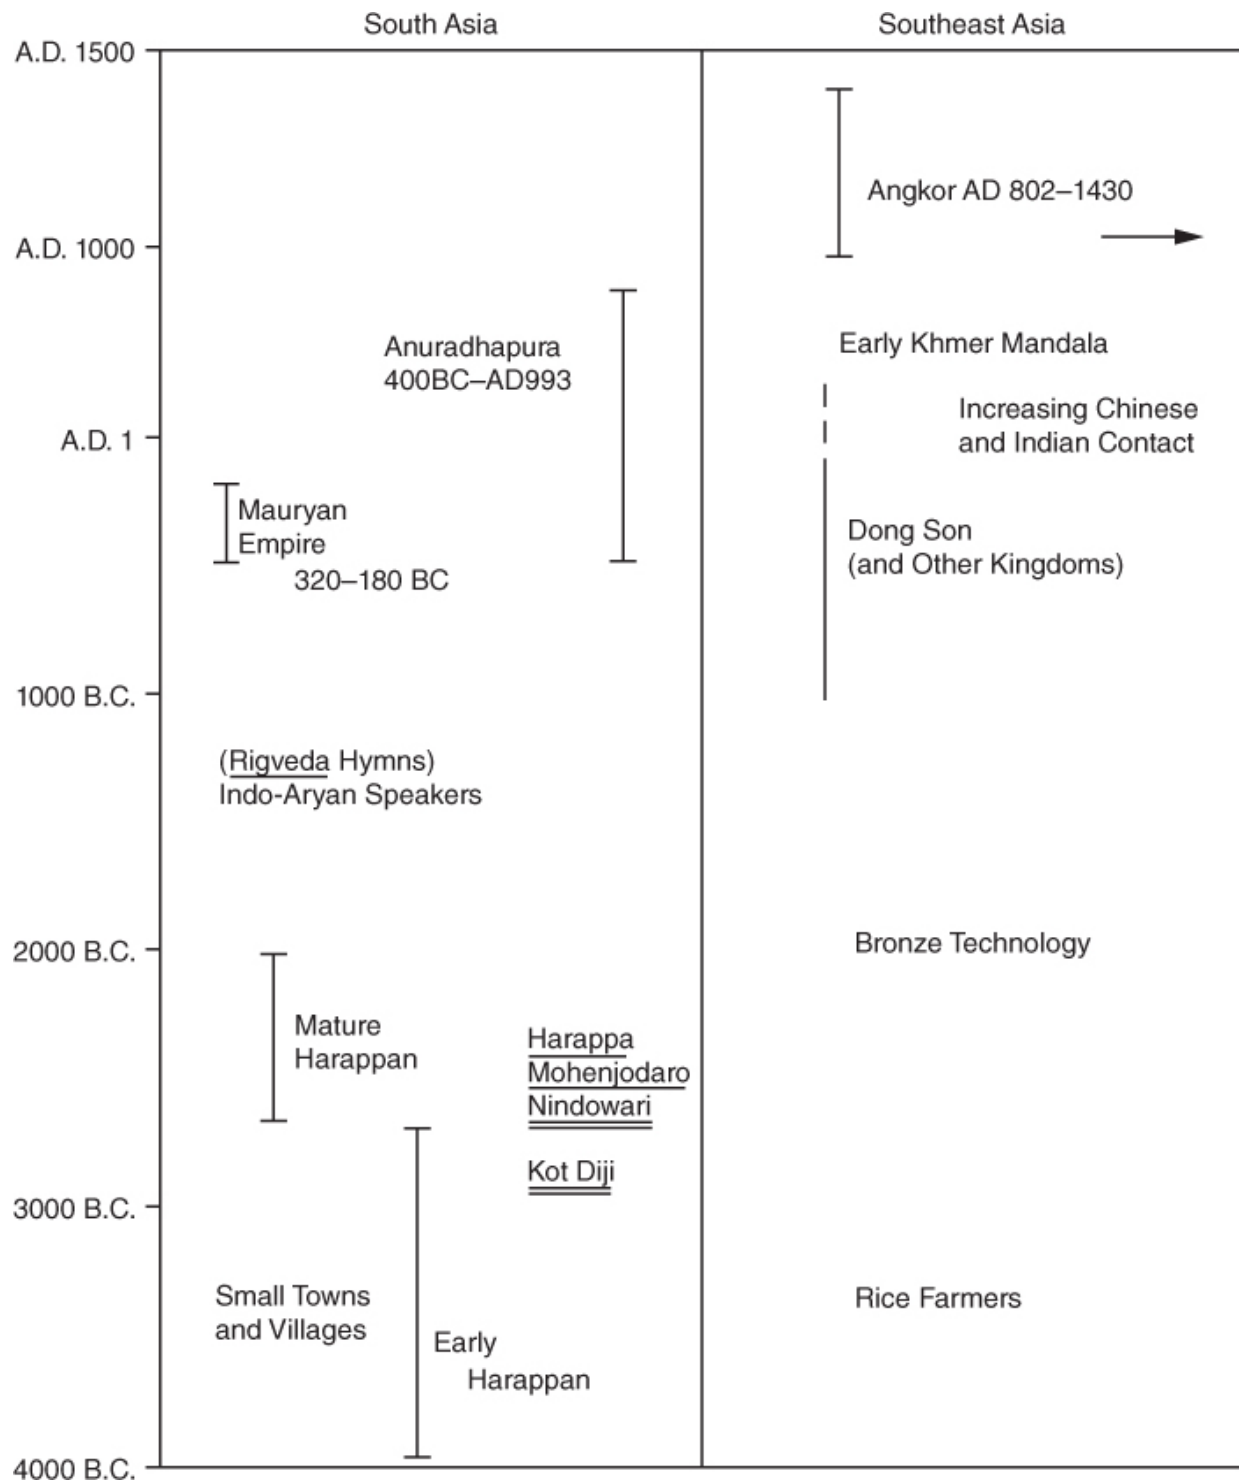 South Asia
Southeast Asia
A.D. 1500
Angkor AD 802–1430
A.D. 1000
Early Khmer Mandala
Anuradhapura
400BC–AD993
Increasing Chinese
and Indian Contact
A.D. 1
Mauryan
Empire
320–180 BC
Dong Son
(and Other Kingdoms)
1000 B.C.
(Rigveda Hymns)
Indo-Aryan Speakers
2000 B.C.
Bronze Technology
Mature
Harappan
Harappa
Mohenjodaro
Nindowari
Kot Diji
3000 B.C.
Small Towns
and Villages
Rice Farmers
Early
Harappan
4000 B.C.